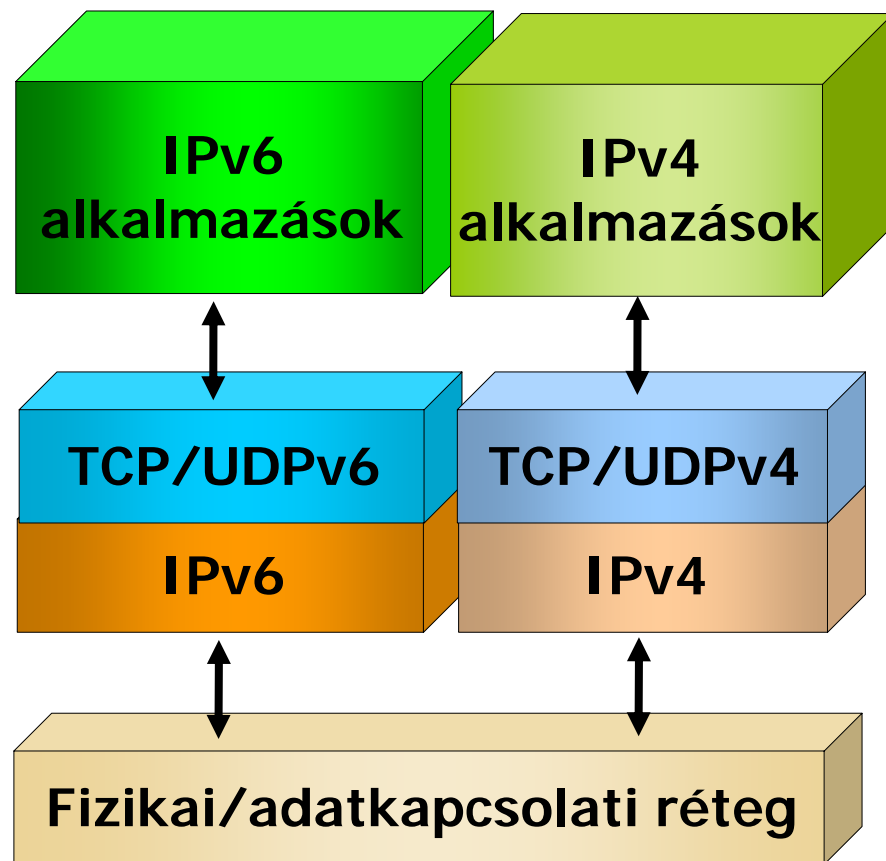 IPv6
alkalmazások
IPv4
alkalmazások
TCP/UDPv6
TCP/UDPv4
IPv6
IPv4
Fizikai/adatkapcsolati réteg